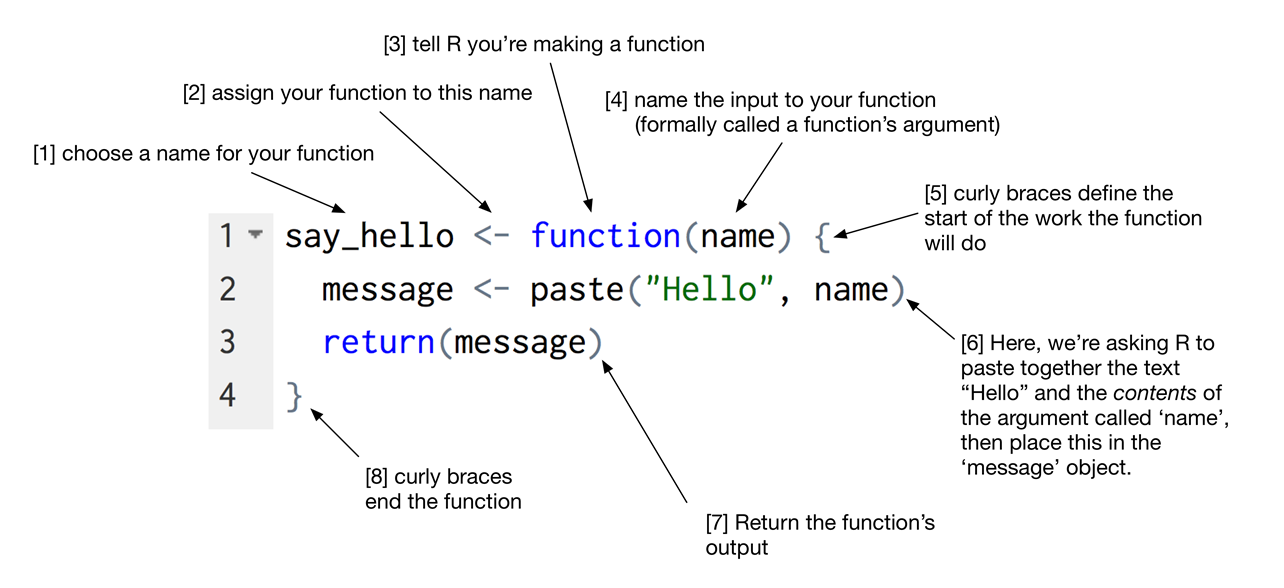 [3] tell R you’re making a function
[2] assign your function to this name
[4] name the input to your function
(formally called a function’s argument)
[1] choose a name for your function
[5] curly braces define the
start of the work the function
will do
1 say_hello <- function(name) {
2 message <- paste("Hello", name)
3 return(message)
4 }
[6] Here, we’re asking R to
paste together the text
“Hello” and the contents of
the argument called ‘name’,
then place this in the
‘message’ object.
[8] curly braces
end the function
[7] Return the function’s
output